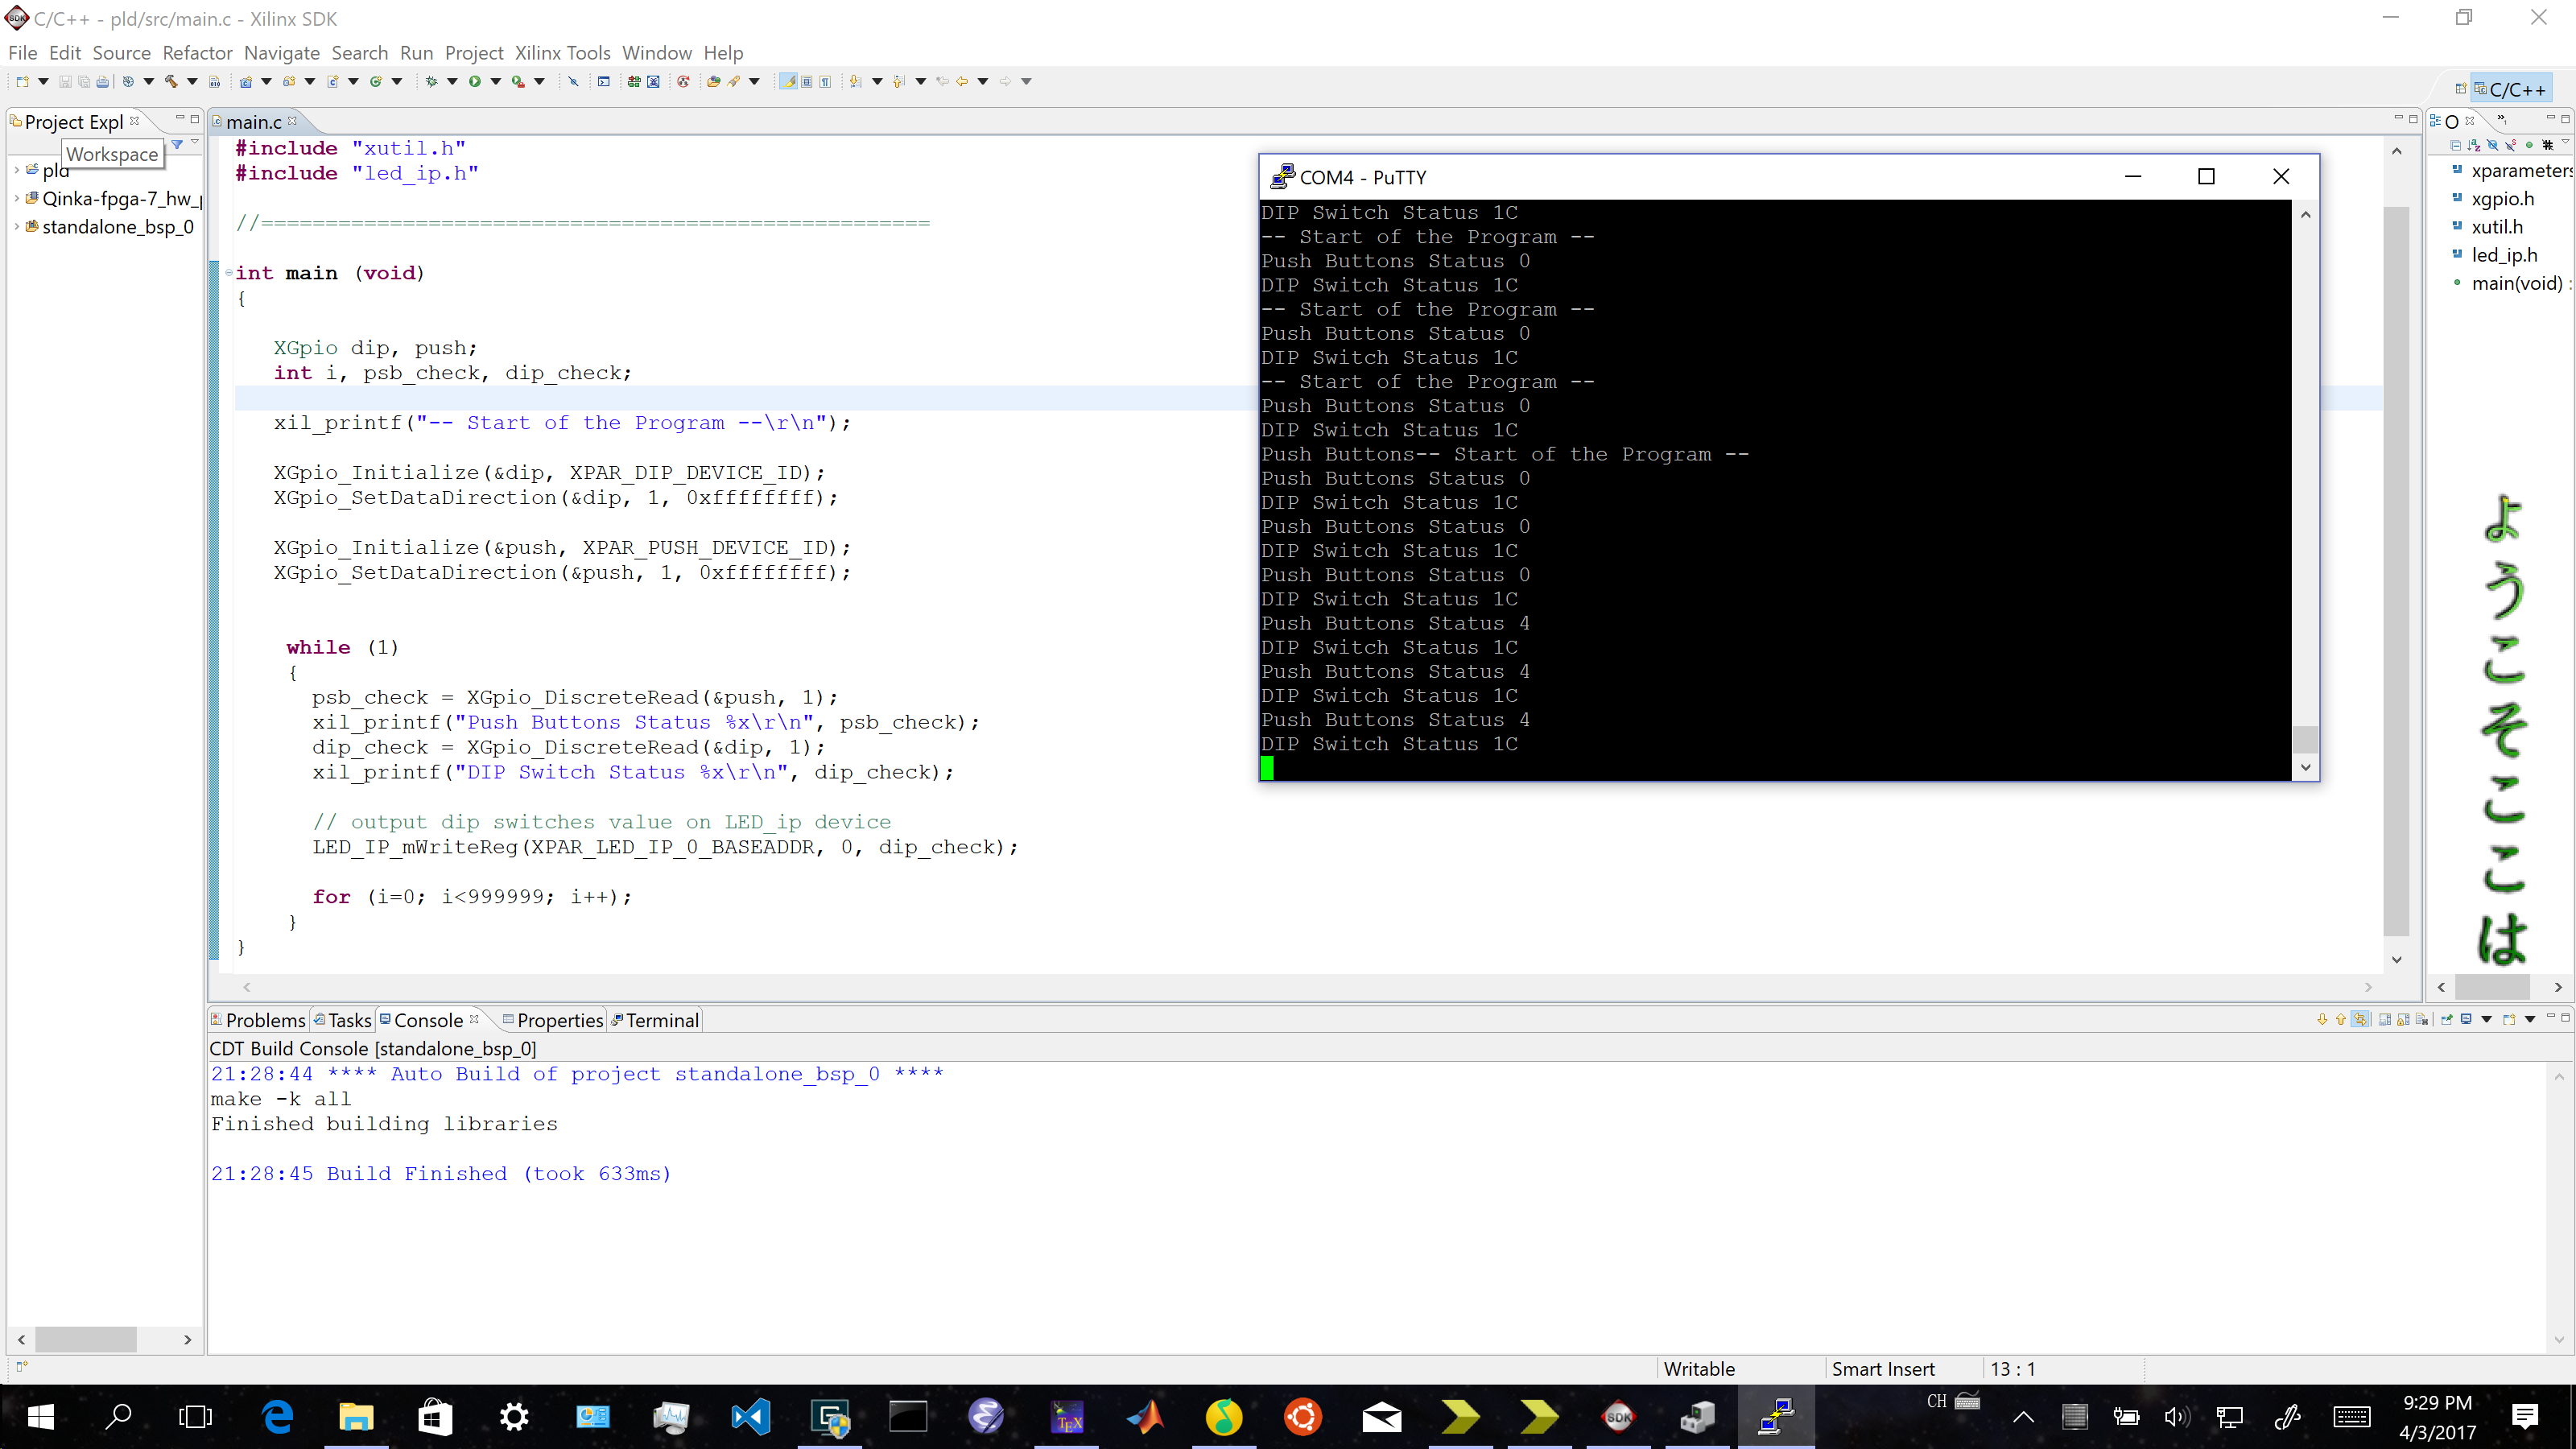 C/C++ - pld/src/main.c - Xilinx SDK
File Edit Source Refactor Navigate Search Run Project Xilinx Tools Window Help
C/C++
Project Expl
Workspace
pld
Qinka-fpga-7_hw_
standalone_bsp_0
main.c
#include "xutil.h"
#include "led_ip.h"
//====================================================
int main (void)
{
XGpio dip, push;
int i, psb_check, dip_check;
xil_printf("-- Start of the Program --\r\n");
XGpio_Initialize(&dip, XPAR_DIP_DEVICE_ID);
XGpio_SetDataDirection(&dip, 1, 0xffffffff);
XGpio_Initialize(&push, XPAR_PUSH_DEVICE_ID);
XGpio_SetDataDirection(&push, 1, 0xffffffff);
while (1)
{
psb_check = XGpio_DiscreteRead(&push, 1);
xil_printf("Push Buttons Status %x\r\n", psb_check);
dip_check = XGpio_DiscreteRead(&dip, 1);
xil_printf("DIP Switch Status %x\r\n", dip_check);
// output dip switches value on LED_ip device
LED_IP_mWriteReg(XPAR_LED_IP_0_BASEADDR, 0, dip_check);
for (i=0; i<999999; i++);
}
}
COM4 - PuTTY
DIP Switch Status 1C
-- Start of the Program --
Push Buttons Status 0
DIP Switch Status 1C
-- Start of the Program --
Push Buttons Status 0
DIP Switch Status 1C
-- Start of the Program --
Push Buttons Status 0
DIP Switch Status 1C
Push Buttons-- Start of the Program --
Push Buttons Status 0
DIP Switch Status 1C
Push Buttons Status 0
DIP Switch Status 1C
Push Buttons Status 0
DIP Switch Status 1C
Push Buttons Status 4
DIP Switch Status 1C
Push Buttons Status 4
DIP Switch Status 1C
Push Buttons Status 4
DIP Switch Status 1C
O
xparameters
xgpio.h
xutil.h
led_ip.h
main(void) :
ようこそここは
Problems Tasks Console Properties Terminal
CDT Build Console [standalone_bsp_0]
21:28:44 **** Auto Build of project standalone_bsp_0 ****
make -k all
Finished building libraries
21:28:45 Build Finished (took 633ms)
Writable
Smart Insert
13 : 1
TEX
SDK
CH
9:29 PM
4/3/2017